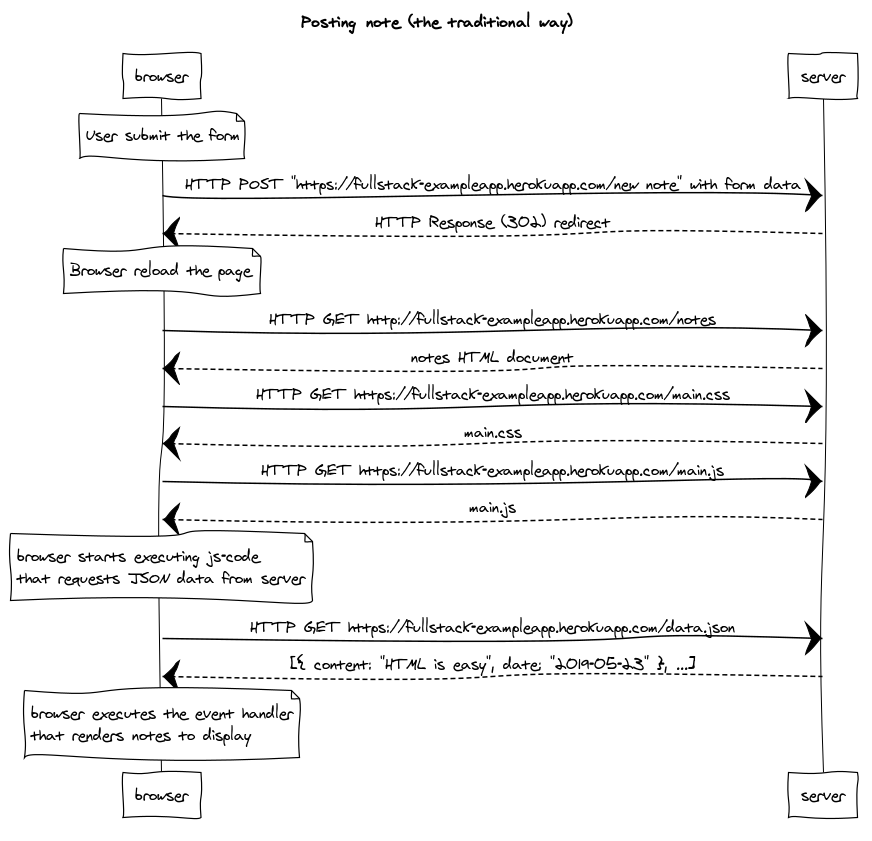 Posting note (the traditional way)
browser
server
User submit the form
HTTP POST "https://fullstack-exampleapp.herokuapp.com/new note" with form data
HTTP Response (302) redirect
Browser reload the page
HTTP GET http://fullstack-exampleapp.herokuapp.com/notes
notes HTML document
HTTP GET https://fullstack-exampleapp.herokuapp.com/main.css
main.css
HTTP GET https://fullstack-exampleapp.herokuapp.com/main.js
main.js
browser starts executing js-code
that requests JSON data from server
HTTP GET https://fullstack-exampleapp.herokuapp.com/data.json
[{ content: "HTML is easy", date: "2019-05-23" }, ...]
browser executes the event handler
that renders notes to display
browser
server